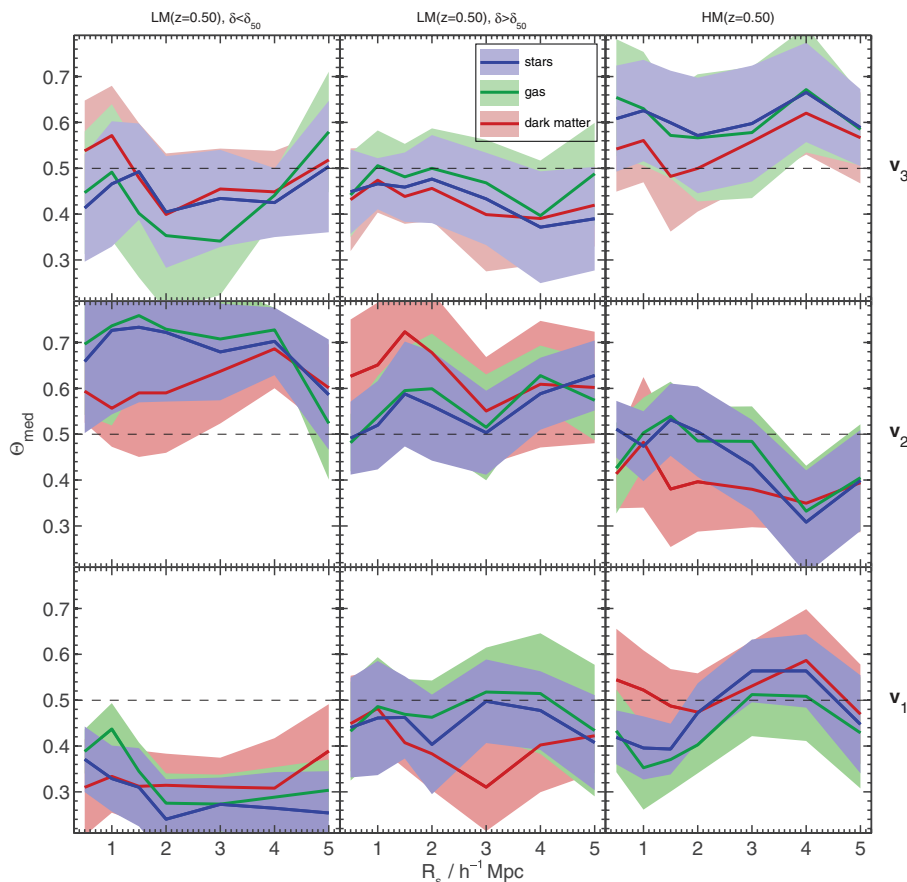 LM(z=0.50), δ<δ50
LM(z=0.50), δ>δ50
HM(z=0.50)
stars
gas
dark matter
0.7
0.6
0.5
0.4
0.3
v3
0.7
0.6
0.5
0.4
0.3
Θmed
v2
0.7
0.6
0.5
0.4
0.3
v1
1 2 3 4 5 1 2 3 4 5 1 2 3 4 5
Rs / h-1 Mpc